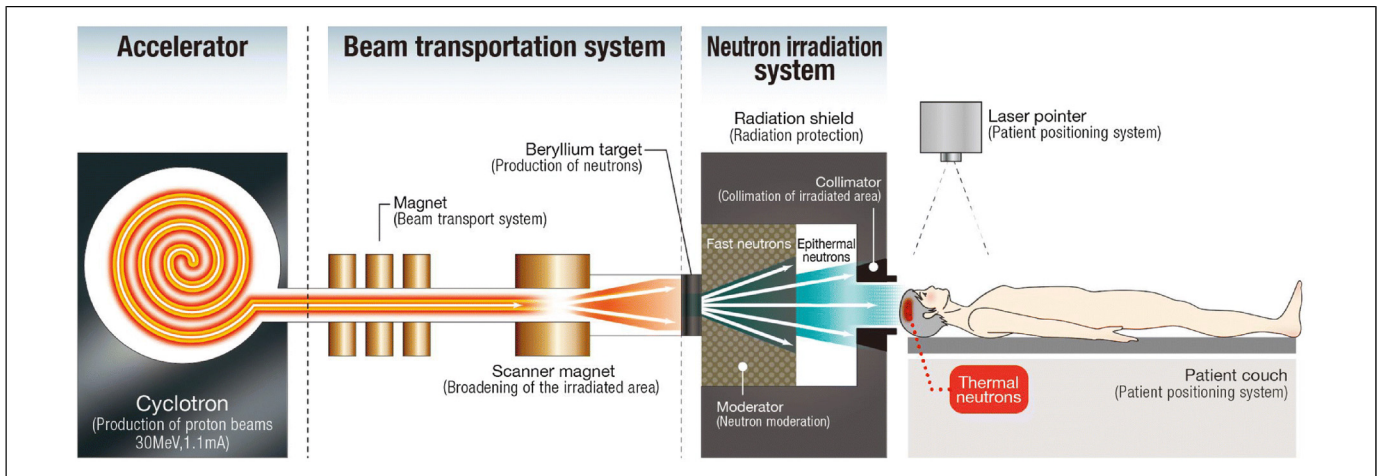 Accelerator
Beam transportation system
Neutron irradiation
system
Radiation shield
(Radiation protection)
Laser pointer
(Patient positioning system)
Beryllium target
(Production of neutrons)
Collimator
(Collimation of irradiated area)
Magnet
(Beam transport system)
Fast neutrons
Epithermal
neutrons
Scanner magnet
(Broadening of the irradiated area)
Cyclotron
(Production of proton beams
30MeV,1.1mA)
Moderator
(Neutron moderation)
Thermal
neutrons
Patient couch
(Patient positioning system)